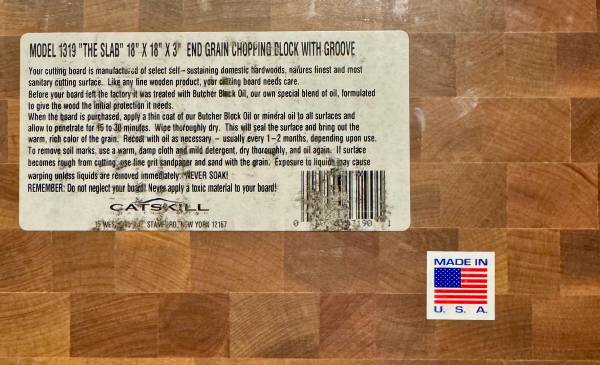 MODEL 1319 "THE SLAB" 18" X 18" X 3" END GRAIN CHOPPING BLOCK WITH GROOVE
Your cutting board is manufactured of select self-sustaining domestic hardwoods, natures finest and most
sanitary cutting surface. Like any fine wooden product, your cutting board needs care.
Before your board left the factory it was treated with Butcher Block Oil, our own special blend of oil, formulated
to give the wood the initial protection it needs.
When the board is purchased, apply a thin coat of our Butcher Block Oil or mineral oil to all surfaces and
allow to penetrate for 15 to 30 minutes. Wipe thoroughly dry. This will seal the surface and bring out the
warm, rich color of the grain. Recoat with oil as necessary - usually every 1-2 months, depending upon use.
To remove soil marks, use a warm, damp cloth and mild detergent, dry thoroughly, and oil again. If surface
becomes rough from cutting, use fine grit sandpaper and sand with the grain. Exposure to liquids may cause
warping unless liquids are removed immediately. NEVER SOAK!
REMEMBER: Do not neglect your board! Never apply a toxic material to your board!
CATSKILL
STAMFORD, NEW YORK 12167
0 1
MADE IN
U. S. A.